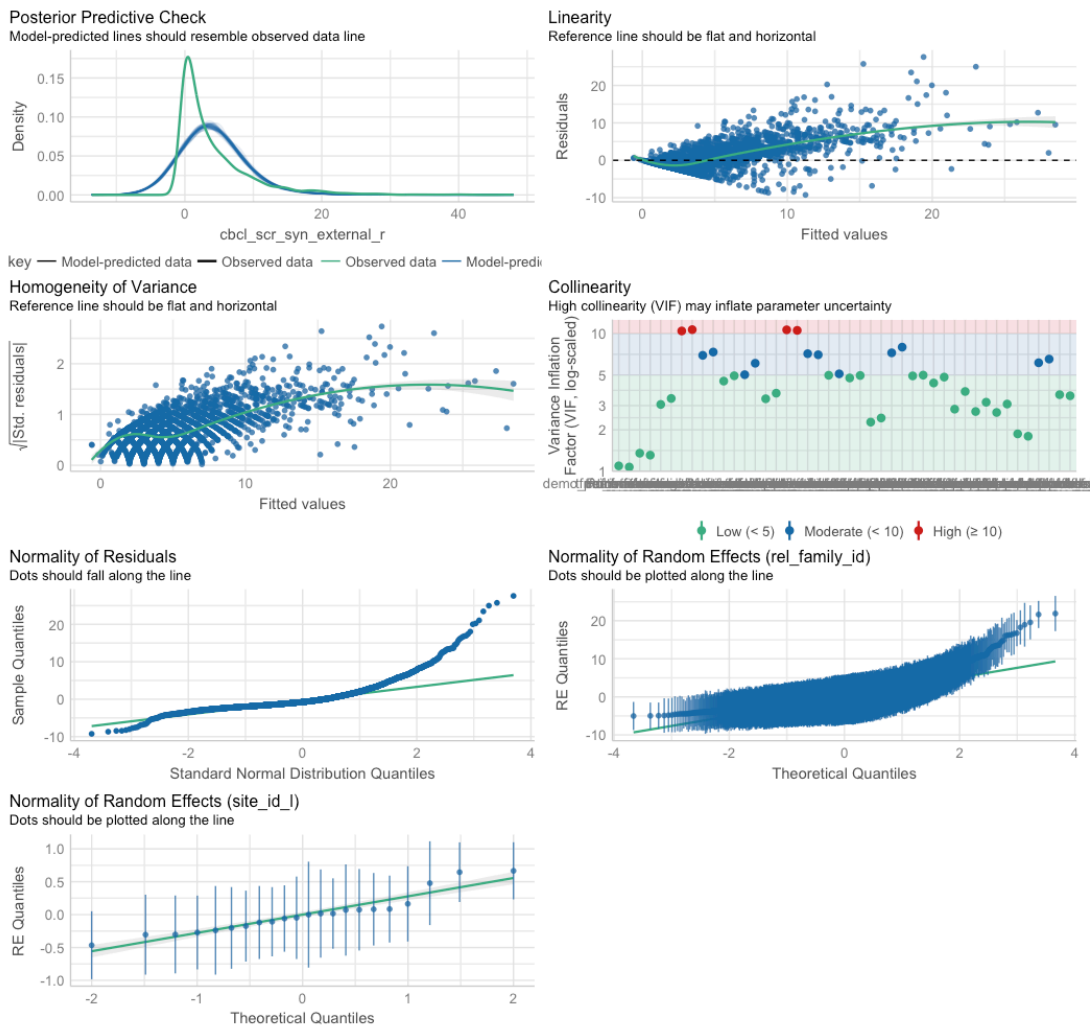 Posterior Predictive Check
Model-predicted lines should resemble observed data line
Density
0.15
0.10
0.05
0.00
0
20
40
cbcl_scr_syn_external_r
key Model-predicted data Observed data Observed data Model-predi
Linearity
Reference line should be flat and horizontal
Residuals
20
10
0
-10
0
10
20
Fitted values
Homogeneity of Variance
Reference line should be flat and horizontal
√|Std. residuals|
2
1
0
0
10
20
Fitted values
Collinearity
High collinearity (VIF) may inflate parameter uncertainty
Variance Inflation
Factor (VIF, log-scaled)
10
5
3
2
1
Low (< 5) Moderate (< 10) High (≥ 10)
Normality of Residuals
Dots should fall along the line
Sample Quantiles
20
10
0
-10
-4
-2
0
2
4
Standard Normal Distribution Quantiles
Normality of Random Effects (rel_family_id)
Dots should be plotted along the line
RE Quantiles
20
10
0
-10
-4
-2
0
2
4
Theoretical Quantiles
Normality of Random Effects (site_id_l)
Dots should be plotted along the line
RE Quantiles
1.0
0.5
0.0
-0.5
-1.0
-2
-1
0
1
2
Theoretical Quantiles